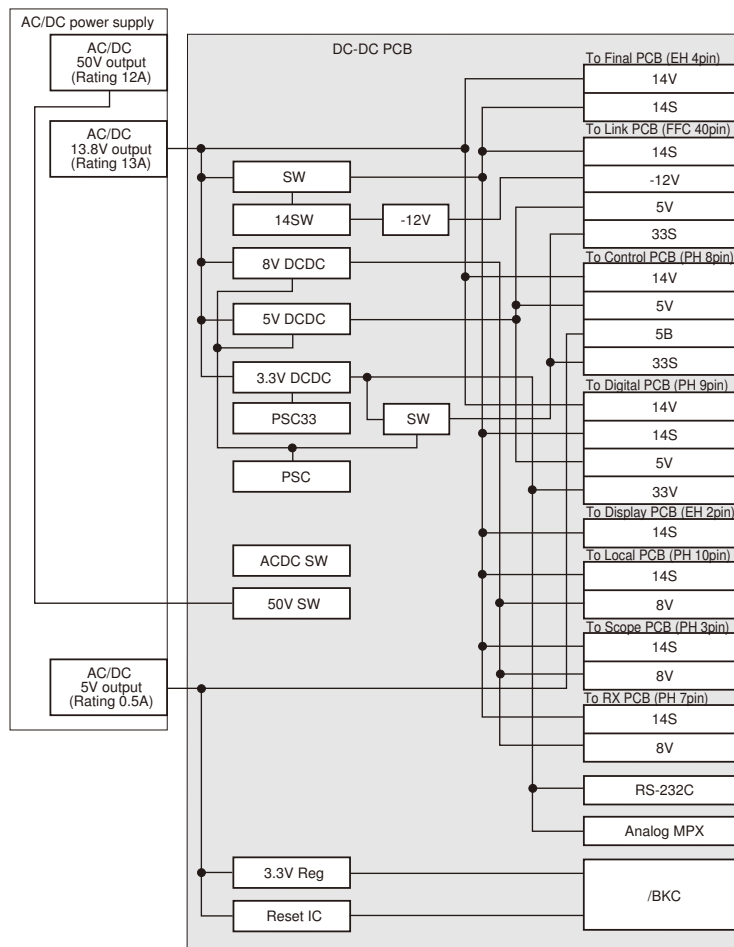 AC/DC power supply
AC/DC
50V output
(Rating 12A)
AC/DC
13.8V output
(Rating 13A)
AC/DC
5V output
(Rating 0.5A)
DC-DC PCB
SW
14SW
-12V
8V DCDC
5V DCDC
3.3V DCDC
PSC33
SW
PSC
ACDC SW
50V SW
3.3V Reg
Reset IC
To Final PCB (EH 4pin)
14V
14S
To Link PCB (FFC 40pin)
14S
-12V
5V
33S
To Control PCB (PH 8pin)
14V
5V
5B
33S
To Digital PCB (PH 9pin)
14V
14S
5V
33V
To Display PCB (EH 2pin)
14S
To Local PCB (PH 10pin)
14S
8V
To Scope PCB (PH 3pin)
14S
8V
To RX PCB (PH 7pin)
14S
8V
RS-232C
Analog MPX
/BKC